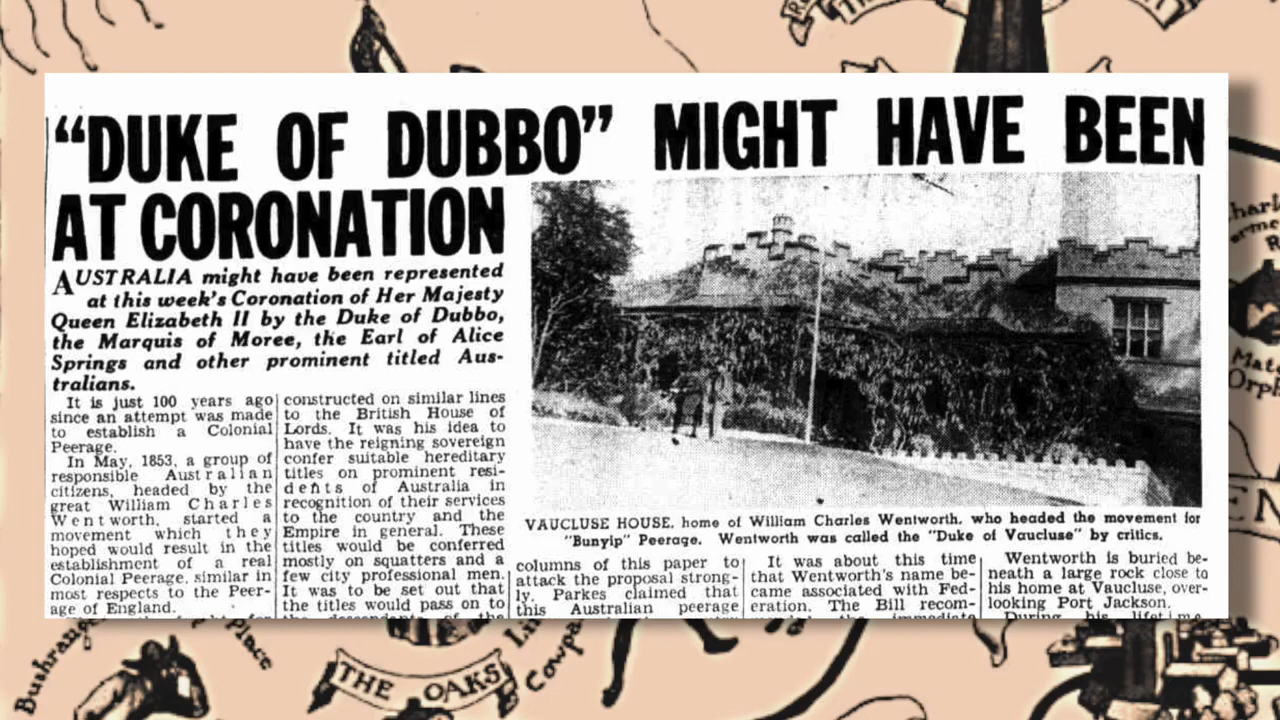 “DUKE OF DUBBO” MIGHT HAVE BEEN
AT CORONATION
AUSTRALIA might have been represented
at this week's Coronation of Her Majesty
Queen Elizabeth II by the Duke of Dubbo,
the Marquis of Moree, the Earl of Alice
Springs and other prominent titled Aus-
tralians.
It is just 100 years ago
since an attempt was made
to establish a Colonial
Peerage.
In May, 1853, a group of
responsible Australian
citizens, headed by the
great William Charles
Wentworth, started a
movement which they
hoped would result in the
establishment of a real
Colonial Peerage, similar in
most respects to the Peer-
age of England.
constructed on similar lines
to the British House of
Lords. It was his idea to
have the reigning sovereign
confer suitable hereditary
titles on prominent resi-
dents of Australia in
recognition of their services
to the country and the
Empire in general. These
titles would be conferred
mostly on squatters and a
few city professional men.
It was to be set out that
the titles would pass on to
the descendants of the
VAUCLUSE HOUSE, home of William Charles Wentworth, who headed the movement for
"Bunyip" Peerage. Wentworth was called the "Duke of Vaucluse" by critics.
columns of this paper to
attack the proposal strong-
ly. Parkes claimed that
this Australian peerage
It was about this time
that Wentworth's name be-
came associated with Fed-
eration. The Bill recom-
Wentworth is buried be-
neath a large rock close to
his home at Vaucluse, over-
looking Port Jackson.
During his lifetime
Bushrang
Place
THE OAKS
Compa